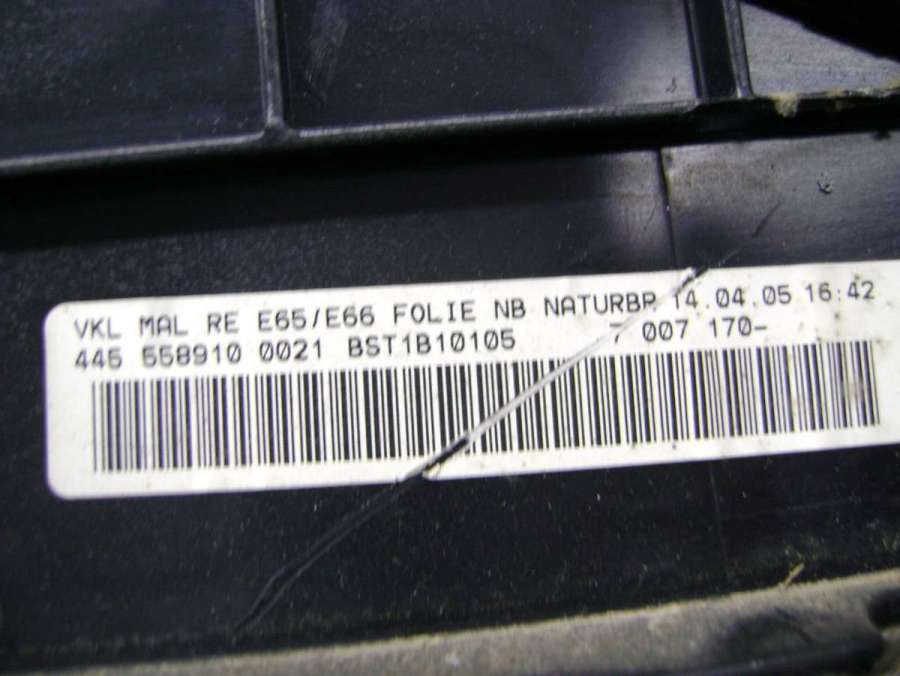 VKL MAL RE E65/E66 FOLIE NB NATURBR 14.04.05 16:42
445 558910 0021 BST1B10105 7 007 170-